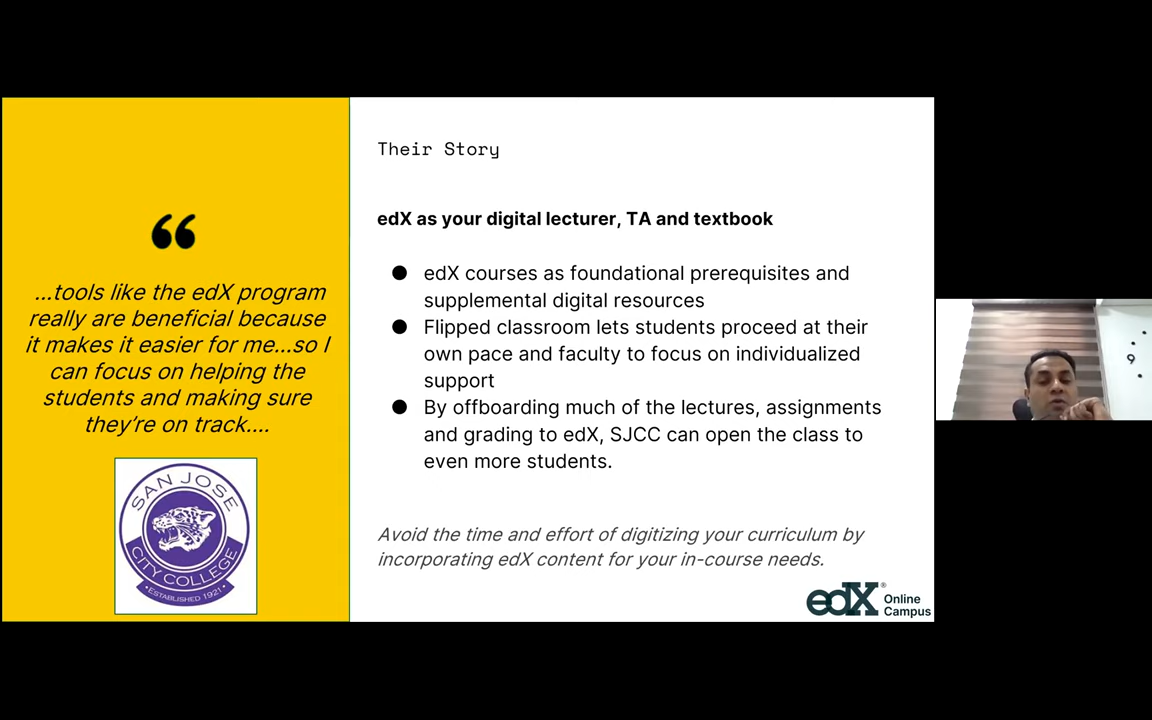 “
...tools like the edX program
really are beneficial because
it makes it easier for me...so I
can focus on helping the
students and making sure
they're on track....
SAN JOSE
CITY COLLEGE
•ESTABLISHED 1921•
Their Story
edX as your digital lecturer, TA and textbook
● edX courses as foundational prerequisites and
supplemental digital resources
● Flipped classroom lets students proceed at their
own pace and faculty to focus on individualized
support
● By offboarding much of the lectures, assignments
and grading to edX, SJCC can open the class to
even more students.
Avoid the time and effort of digitizing your curriculum by
incorporating edX content for your in-course needs.
edX® Online
Campus